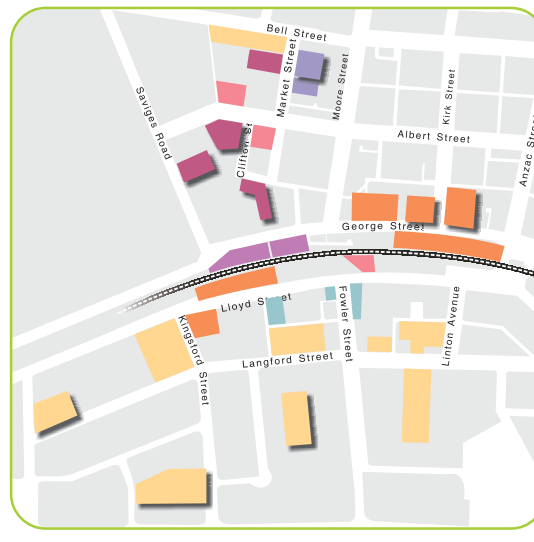 Bell Street
Market Street
Moore Street
Kirk Street
Saviges Road
Albert Street
Anzac Street
Clifton St
George Street
Lloyd Street
Fowler Street
Linton Avenue
Kingsford Street
Langford Street